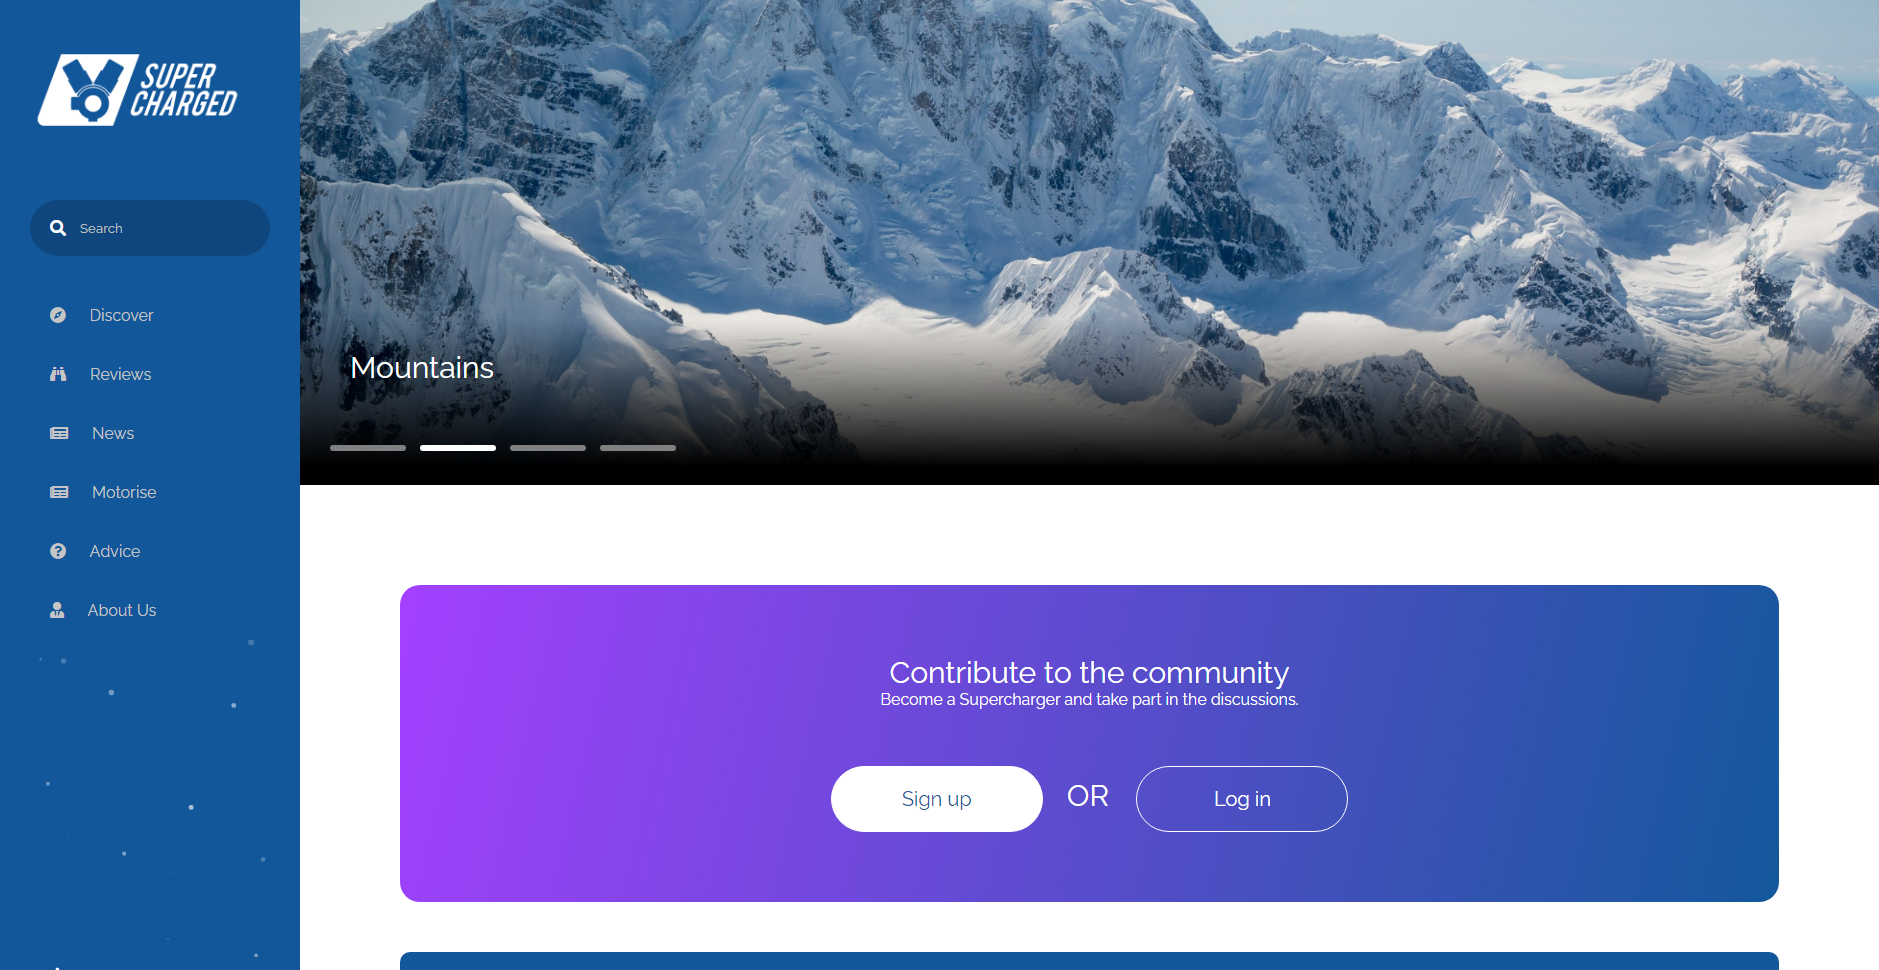 SUPER
CHARGED
Search
Discover
Reviews
News
Motorise
Advice
About Us
Mountains
Contribute to the community
Become a Supercharger and take part in the discussions.
Sign up OR Log in